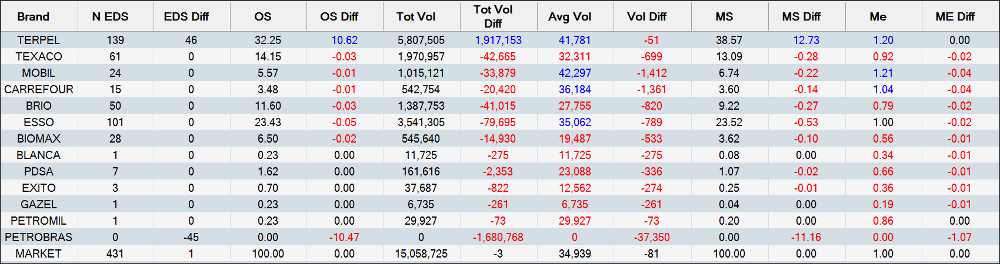 Brand N EDS EDS Diff OS OS Diff Tot Vol Tot Vol Diff Avg Vol Vol Diff MS MS Diff Me ME Diff
TERPEL 139 46 32.25 10.62 5,807,505 1,917,153 41,781 -51 38.57 12.73 1.20 0.00
TEXACO 61 0 14.15 -0.03 1,970,957 -42,665 32,311 -699 13.09 -0.28 0.92 -0.02
MOBIL 24 0 5.57 -0.01 1,015,121 -33,879 42,297 -1,412 6.74 -0.22 1.21 -0.04
CARREFOUR 15 0 3.48 -0.01 542,754 -20,420 36,184 -1,361 3.60 -0.14 1.04 -0.04
BRIO 50 0 11.60 -0.03 1,387,753 -41,015 27,755 -820 9.22 -0.27 0.79 -0.02
ESSO 101 0 23.43 -0.05 3,541,305 -79,695 35,062 -789 23.52 -0.53 1.00 -0.02
BIOMAX 28 0 6.50 -0.02 545,640 -14,930 19,487 -533 3.62 -0.10 0.56 -0.01
BLANCA 1 0 0.23 0.00 11,725 -275 11,725 -275 0.08 0.00 0.34 -0.01
PDSA 7 0 1.62 0.00 161,616 -2,353 23,088 -336 1.07 -0.02 0.66 -0.01
EXITO 3 0 0.70 0.00 37,687 -822 12,562 -274 0.25 -0.01 0.36 -0.01
GAZEL 1 0 0.23 0.00 6,735 -261 6,735 -261 0.04 0.00 0.19 -0.01
PETROMIL 1 0 0.23 0.00 29,927 -73 29,927 -73 0.20 0.00 0.86 0.00
PETROBRAS 0 -45 0.00 -10.47 0 -1,680,768 0 -37,350 0.00 -11.16 0.00 -1.07
MARKET 431 1 100.00 0.00 15,058,725 -3 34,939 -81 100.00 0.00 1.00 0.00